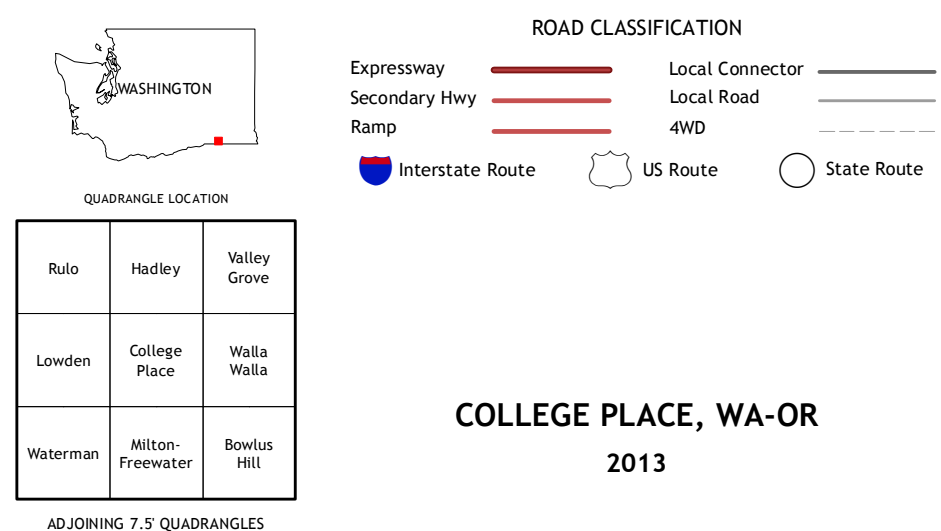 WASHINGTON
QUADRANGLE LOCATION
Rulo
Hadley
Valley
Grove
Lowden
College
Place
Walla
Walla
Waterman
Milton-
Freewater
Bowlus
Hill
ADJOINING 7.5' QUADRANGLES
ROAD CLASSIFICATION
Expressway
Local Connector
Secondary Hwy
Local Road
Ramp
4WD
Interstate Route
US Route
State Route
COLLEGE PLACE, WA-OR
2013